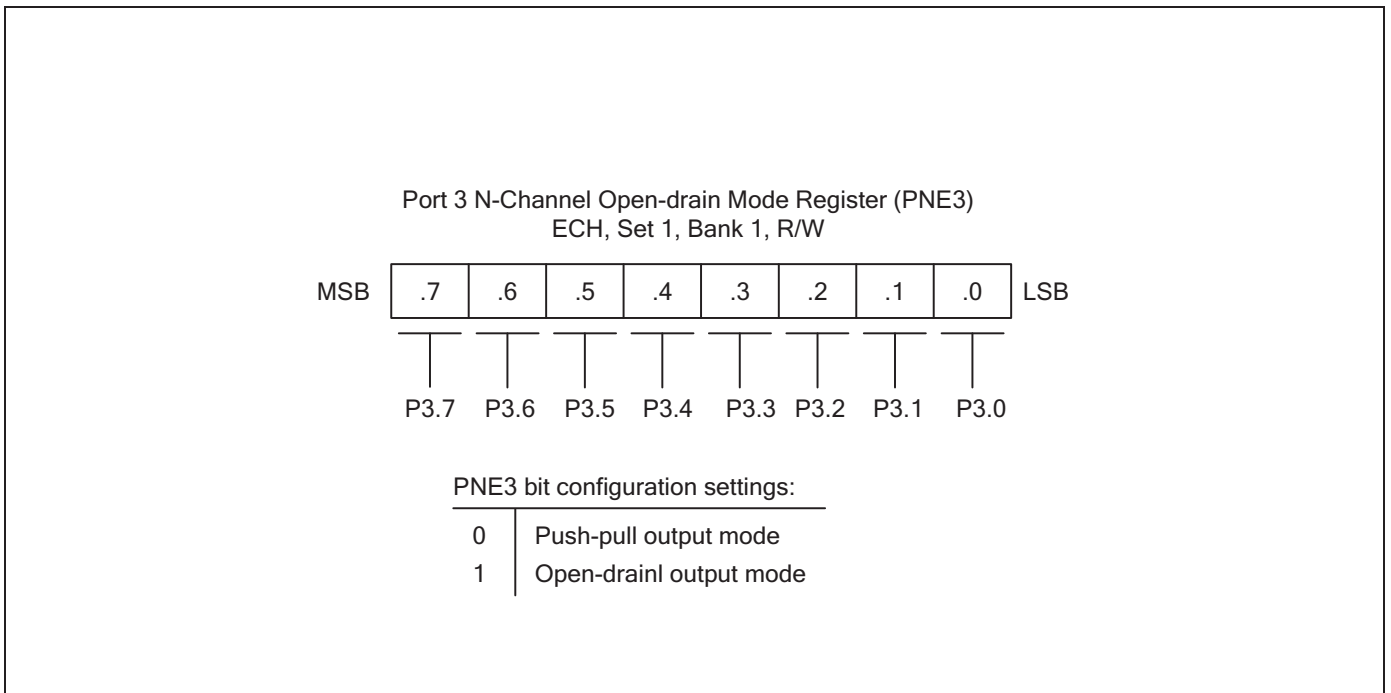 Port 3 N-Channel Open-drain Mode Register (PNE3)
ECH, Set 1, Bank 1, R/W
MSB .7 .6 .5 .4 .3 .2 .1 .0 LSB
P3.7 P3.6 P3.5 P3.4 P3.3 P3.2 P3.1 P3.0
PNE3 bit configuration settings:
0 Push-pull output mode
1 Open-drainl output mode